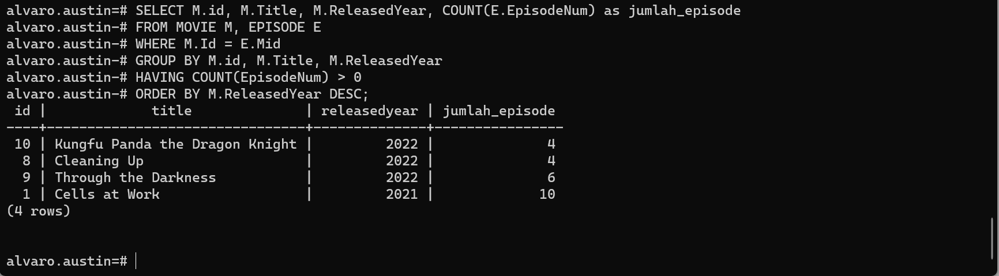 alvaro.austin=# SELECT M.id, M.Title, M.ReleasedYear, COUNT(E.EpisodeNum) as jumlah_episode
alvaro.austin-# FROM MOVIE M, EPISODE E
alvaro.austin-# WHERE M.Id = E.Mid
alvaro.austin-# GROUP BY M.id, M.Title, M.ReleasedYear
alvaro.austin-# HAVING COUNT(EpisodeNum) > 0
alvaro.austin-# ORDER BY M.ReleasedYear DESC;
 id |             title              | releasedyear | jumlah_episode
----+--------------------------------+--------------+----------------
 10 | Kungfu Panda the Dragon Knight |         2022 |              4
  8 | Cleaning Up                    |         2022 |              4
  9 | Through the Darkness           |         2022 |              6
  1 | Cells at Work                  |         2021 |             10
(4 rows)
alvaro.austin=#